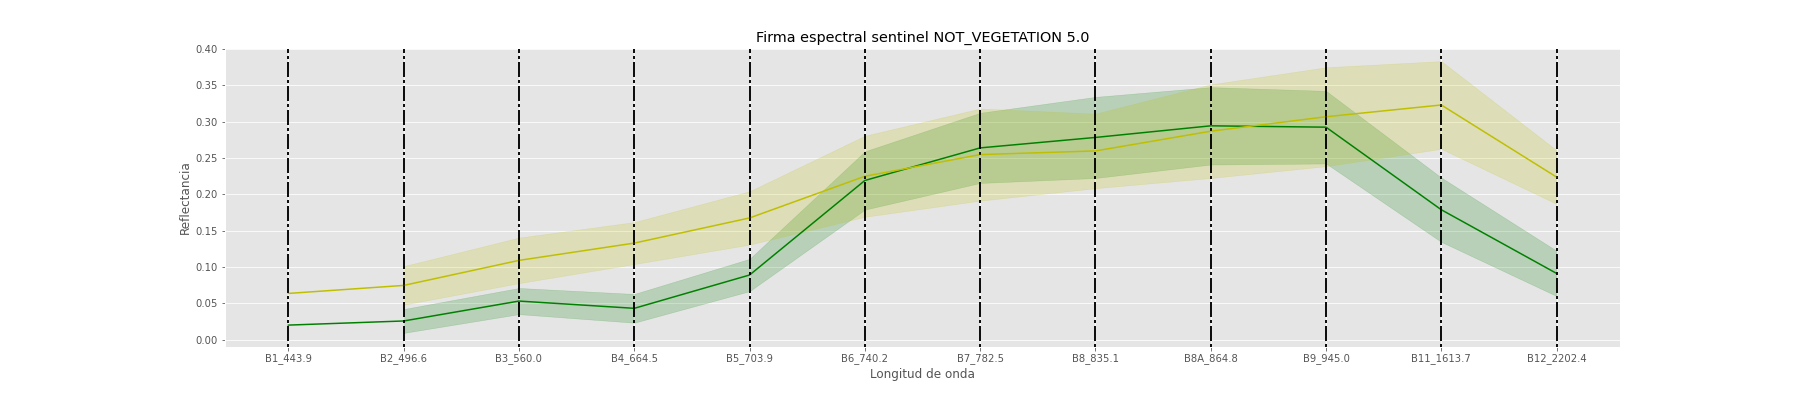 Firma espectral sentinel NOT_VEGETATION 5.0
0.40
0.35
0.30
0.25
0.20
0.15
0.10
0.05
0.00
Reflectancia
B1_443.9 B2_496.6 B3_560.0 B4_664.5 B5_703.9 B6_740.2 B7_782.5 B8_835.1 B8A_864.8 B9_945.0 B11_1613.7 B12_2202.4
Longitud de onda